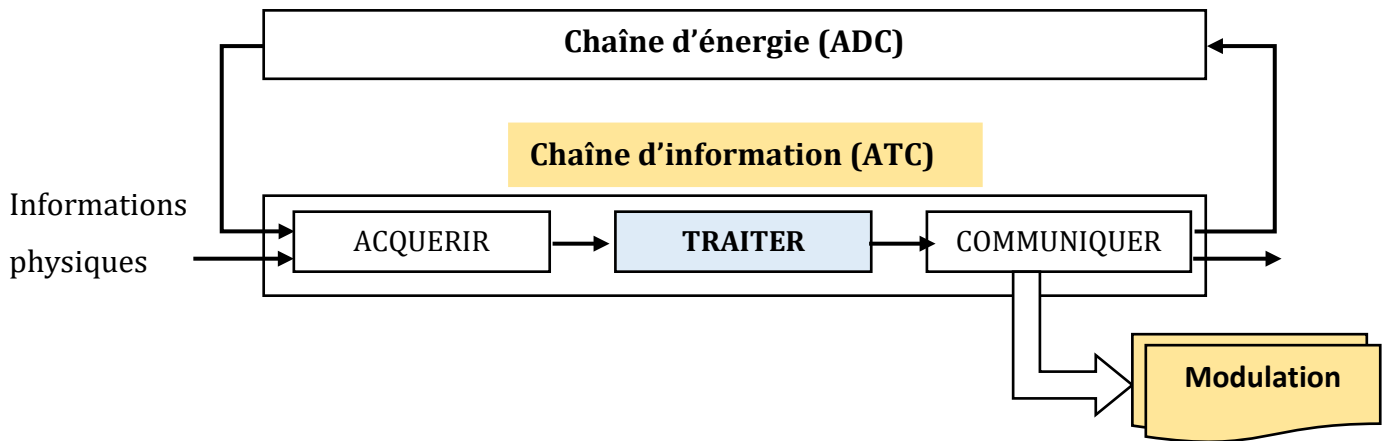 Chaîne d’énergie (ADC)
Chaîne d’information (ATC)
Informations
physiques
ACQUERIR
TRAITER
COMMUNIQUER
Modulation